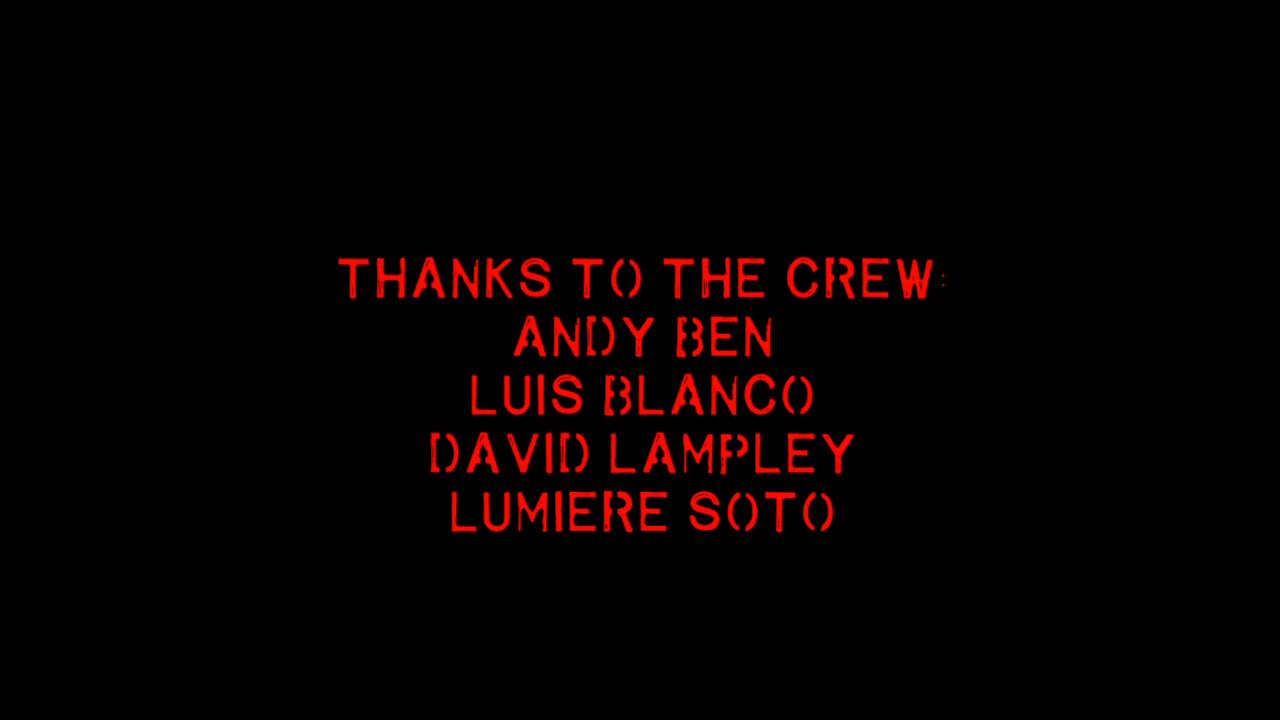 THANKS TO THE CREW:
ANDY BEN
LUIS BLANCO
DAVID LAMPLEY
LUMIERE SOTO